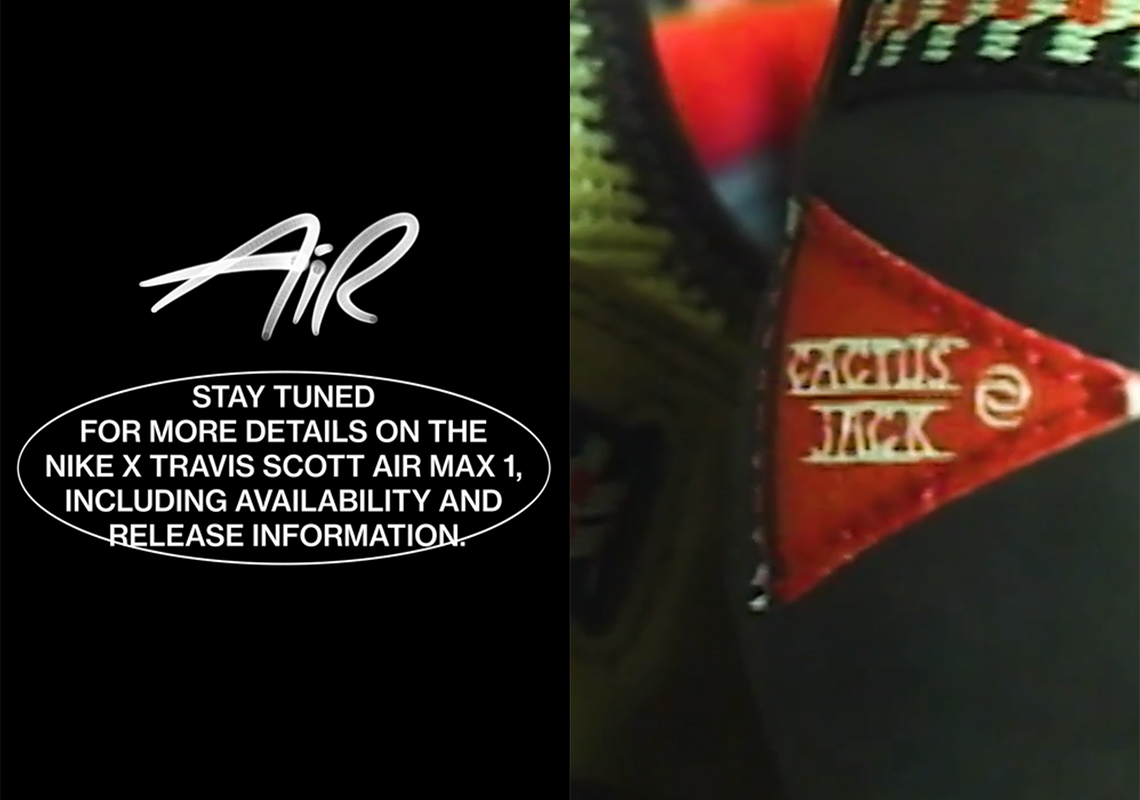 AiR
STAY TUNED
FOR MORE DETAILS ON THE
NIKE X TRAVIS SCOTT AIR MAX 1,
INCLUDING AVAILABILITY AND
RELEASE INFORMATION.
CACTUS
JACK